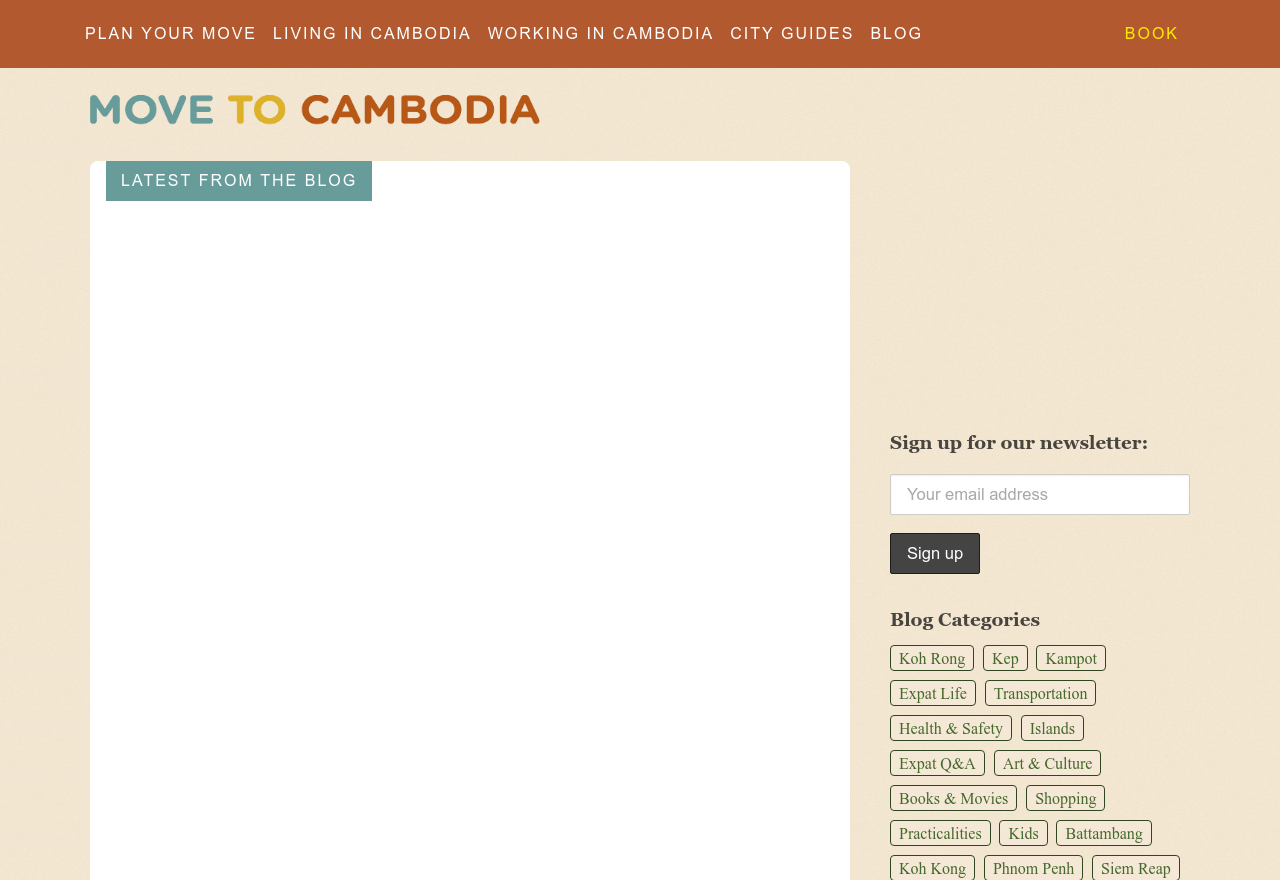 PLAN YOUR MOVE LIVING IN CAMBODIA WORKING IN CAMBODIA CITY GUIDES BLOG BOOK
MOVE TO CAMBODIA
LATEST FROM THE BLOG
Sign up for our newsletter:
Your email address
Sign up
Blog Categories
Koh Rong Kep Kampot
Expat Life Transportation
Health & Safety Islands
Expat Q&A Art & Culture
Books & Movies Shopping
Practicalities Kids Battambang
Koh Kong Phnom Penh Siem Reap